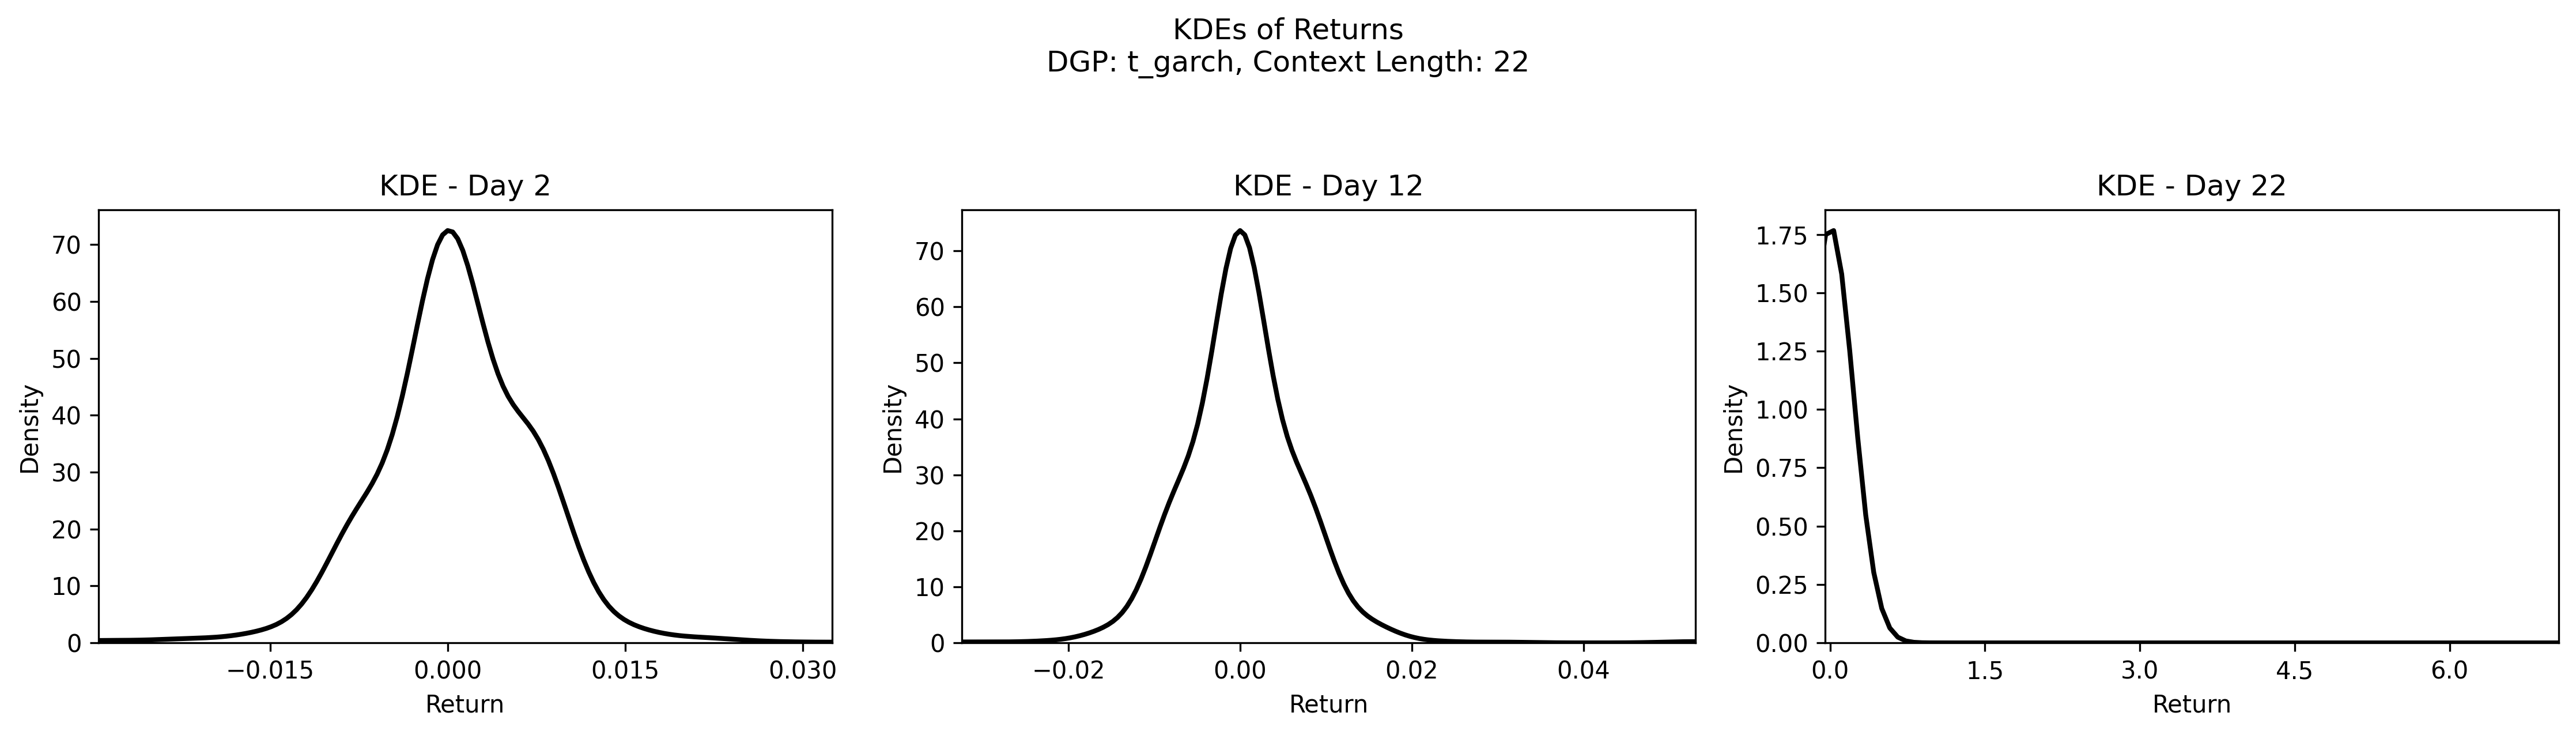 KDEs of Returns
DGP: t_garch, Context Length: 22
KDE - Day 2
70
60
50
40
30
20
10
0
Density
−0.015 0.000 0.015 0.030
Return
KDE - Day 12
70
60
50
40
30
20
10
0
Density
−0.02 0.00 0.02 0.04
Return
KDE - Day 22
1.75
1.50
1.25
1.00
0.75
0.50
0.25
0.00
Density
0.0 1.5 3.0 4.5 6.0
Return